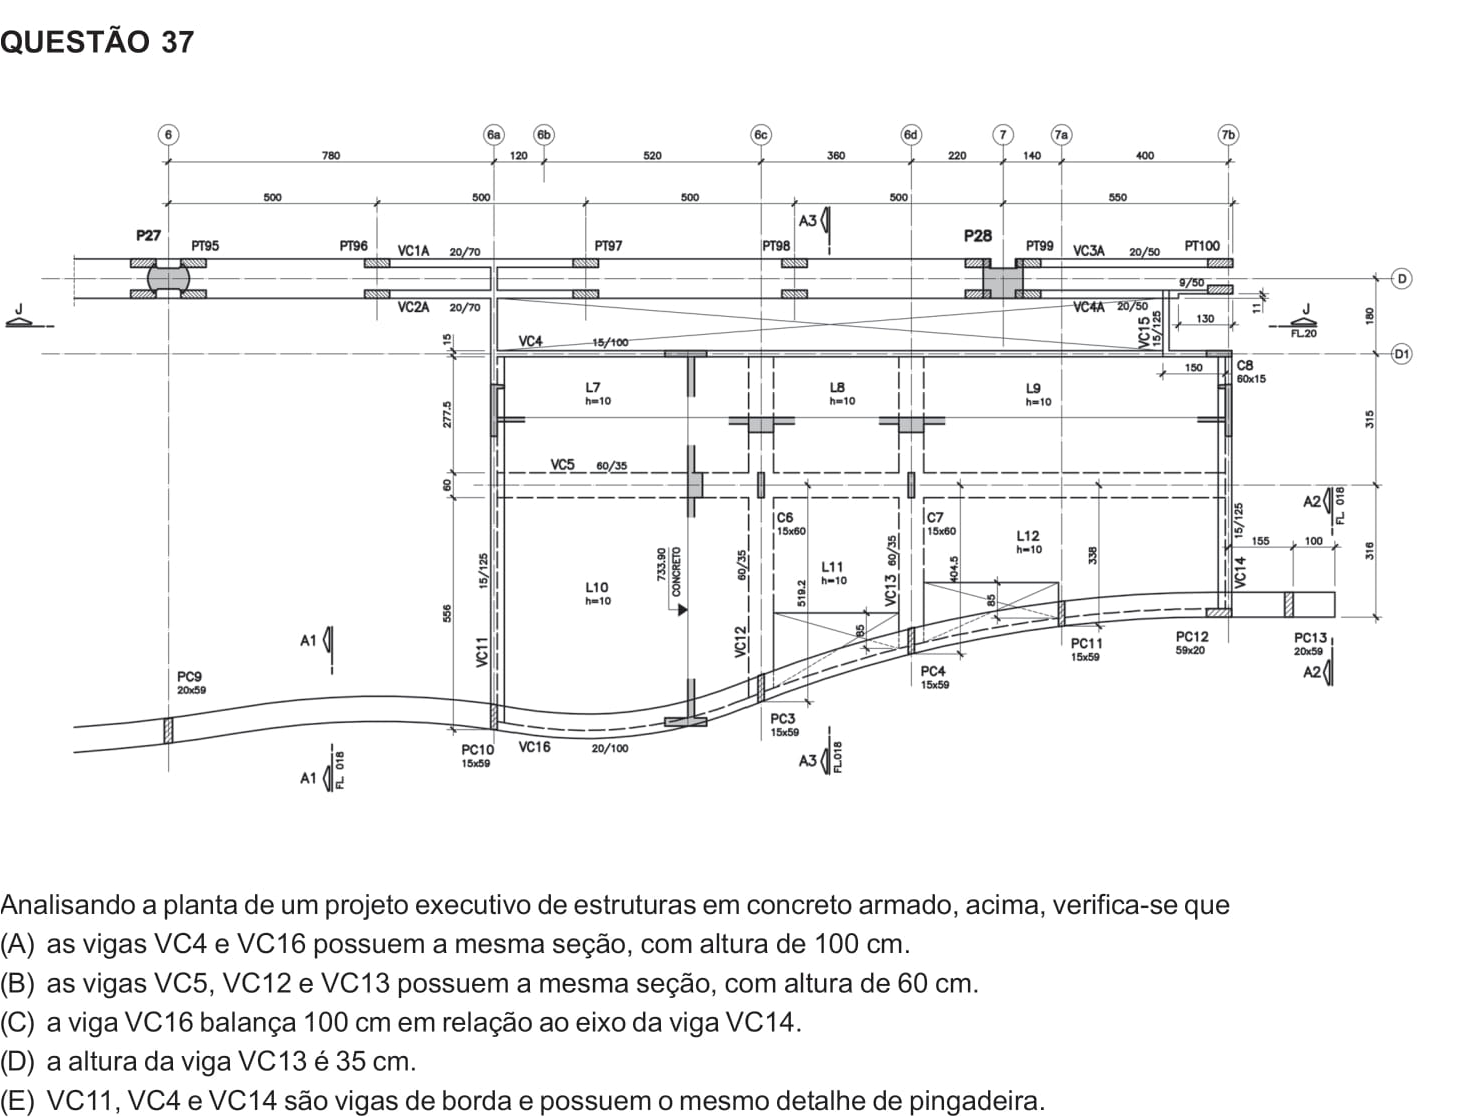 QUESTÃO 37
6 6a 6b 6c 6d 7 7a 7b
780 120 520 360 220 140 400
500 500 500 500 550
A3
P27 PT95 PT96 VC1A 20/70 PT97 PT98 P28 PT99 VC3A 20/50 PT100
D
9/50
VC2A 20/70 VC4A 20/50
11
J
J
FL.20
130
180
VC15 15/125
15
VC4 15/100
D1
150
C8
60x15
L7
h=10
L8
h=10
L9
h=10
277.5
315
VC5 60/35
60
A2
FL 018
C6
15x60
C7
15x60
L12
h=10
15/125
155 100
733.90
CONCRETO
60/35
60/35
338
316
15/125
L11
h=10
404.5
VC14
L10
h=10
519.2
VC13
85
556
85
A1
VC11
VC12
PC11
15x59
PC12
59x20
PC13
20x59
A2
PC9
20x59
PC4
15x59
PC3
15x59
PC10
15x59
VC16 20/100
A1
FL 018
A3
FL.018
Analisando a planta de um projeto executivo de estruturas em concreto armado, acima, verifica-se que
(A) as vigas VC4 e VC16 possuem a mesma seção, com altura de 100 cm.
(B) as vigas VC5, VC12 e VC13 possuem a mesma seção, com altura de 60 cm.
(C) a viga VC16 balança 100 cm em relação ao eixo da viga VC14.
(D) a altura da viga VC13 é 35 cm.
(E) VC11, VC4 e VC14 são vigas de borda e possuem o mesmo detalhe de pingadeira.